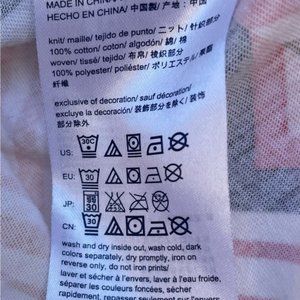 MADE IN CHINA
HECHO EN CHINA/中国製/产地：中国
knit/maille/tejido de punto/ニット/针织部分
100% cotton/coton/algodón/綿/棉
woven/tissé/tejido/布帛/梭织部分
100% polyester/poliéster/ポリエステル/聚酯
纤维
exclusive of decoration/sauf décoration/
excluye la decoración/装飾部分を除く/装饰
部分除外
US:
30C
EU:
30
JP:
30
CN:
30
wash and dry inside out, wash cold, dark
colors separately, dry promptly, iron on
reverse only, do not iron prints/
laver et sécher à l'envers, laver à l'eau froide,
séparer les couleurs foncées, sécher
rapidement, repasser à l'envers seulement,